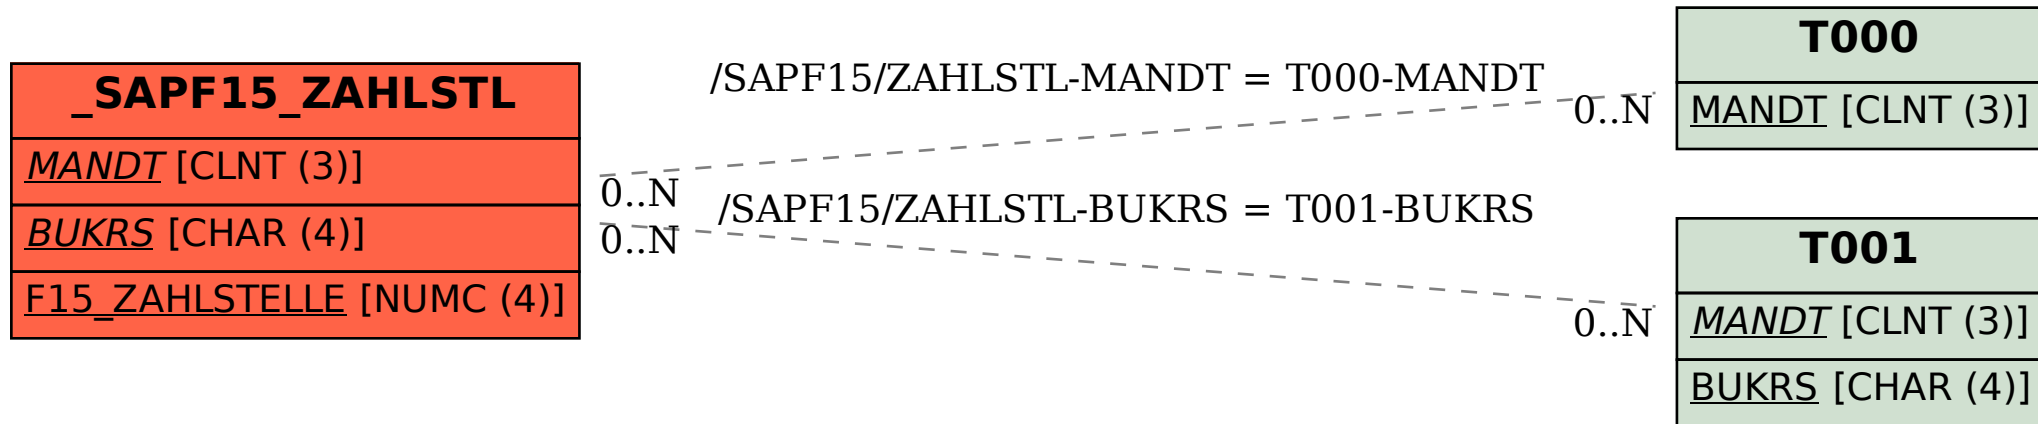 _SAPF15_ZAHLSTL
MANDT [CLNT (3)]
BUKRS [CHAR (4)]
F15_ZAHLSTELLE [NUMC (4)]
/SAPF15/ZAHLSTL-MANDT = T000-MANDT
0..N
0..N
/SAPF15/ZAHLSTL-BUKRS = T001-BUKRS
0..N
0..N
T000
MANDT [CLNT (3)]
T001
MANDT [CLNT (3)]
BUKRS [CHAR (4)]